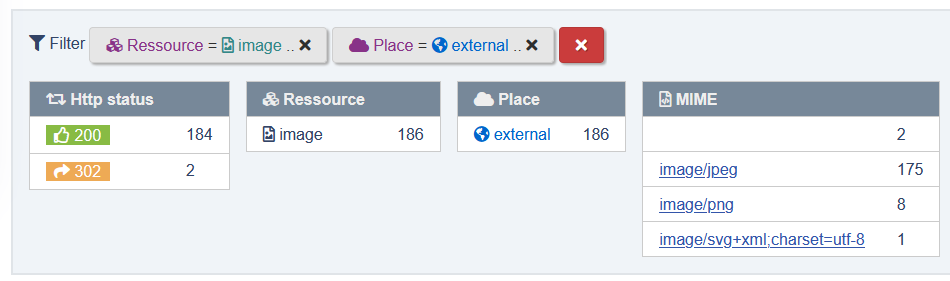 Filter Ressource = image .. Place = external ..
Http status
200 184
302 2
Ressource
image 186
Place
external 186
MIME
2
image/jpeg 175
image/png 8
image/svg+xml;charset=utf-8 1